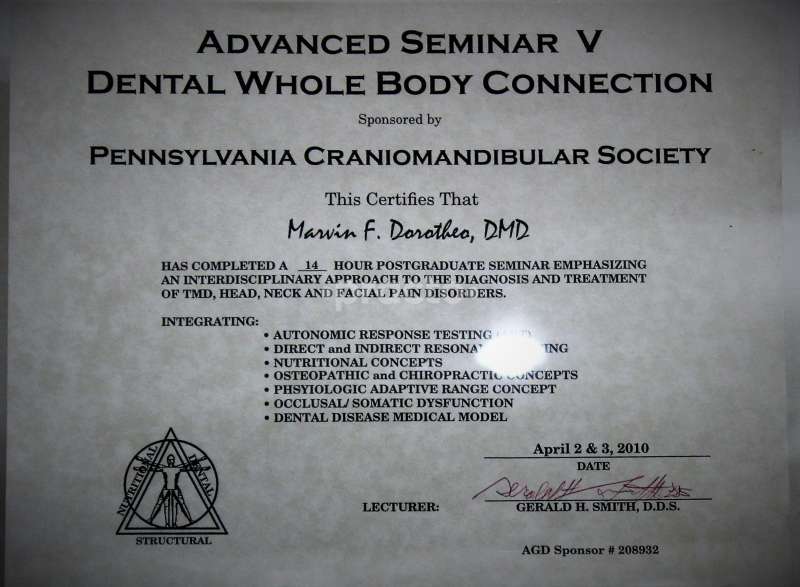 ADVANCED SEMINAR V
DENTAL WHOLE BODY CONNECTION
Sponsored by
PENNSYLVANIA CRANIOMANDIBULAR SOCIETY
This Certifies That
Marvin F. Dorotheo, DMD
HAS COMPLETED A 14 HOUR POSTGRADUATE SEMINAR EMPHASIZING
AN INTERDISCIPLINARY APPROACH TO THE DIAGNOSIS AND TREATMENT
OF TMD, HEAD, NECK AND FACIAL PAIN DISORDERS.
INTEGRATING:
• AUTONOMIC RESPONSE TESTING
• DIRECT and INDIRECT
• NUTRITIONAL CONCEPTS
• OSTEOPATHIC and CHIROPRACTIC CONCEPTS
• PHSYIOLOGIC ADAPTIVE RANGE CONCEPT
• OCCLUSAL/ SOMATIC DYSFUNCTION
• DENTAL DISEASE MEDICAL MODEL
April 2 & 3, 2010
DATE
NUTRITIONAL
DENTAL
STRUCTURAL
LECTURER:
GERALD H. SMITH, D.D.S.
AGD Sponsor # 208932